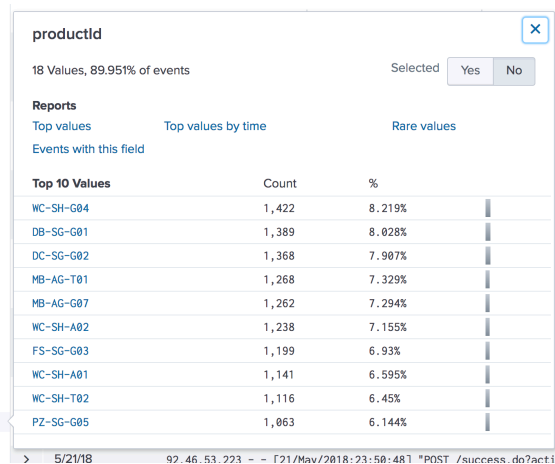 productId
18 Values, 89.951% of events
Selected Yes No
Reports
Top values Top values by time Rare values
Events with this field
Top 10 Values Count %
WC-SH-G04 1,422 8.219%
DB-SG-G01 1,389 8.028%
DC-SG-G02 1,368 7.907%
MB-AG-T01 1,268 7.329%
MB-AG-G07 1,262 7.294%
WC-SH-A02 1,238 7.155%
FS-SG-G03 1,199 6.93%
WC-SH-A01 1,141 6.595%
WC-SH-T02 1,116 6.45%
PZ-SG-G05 1,063 6.144%
> 5/21/18 92.46.53.223 - - [21/May/2018:23:50:48] "POST /success.do?acti